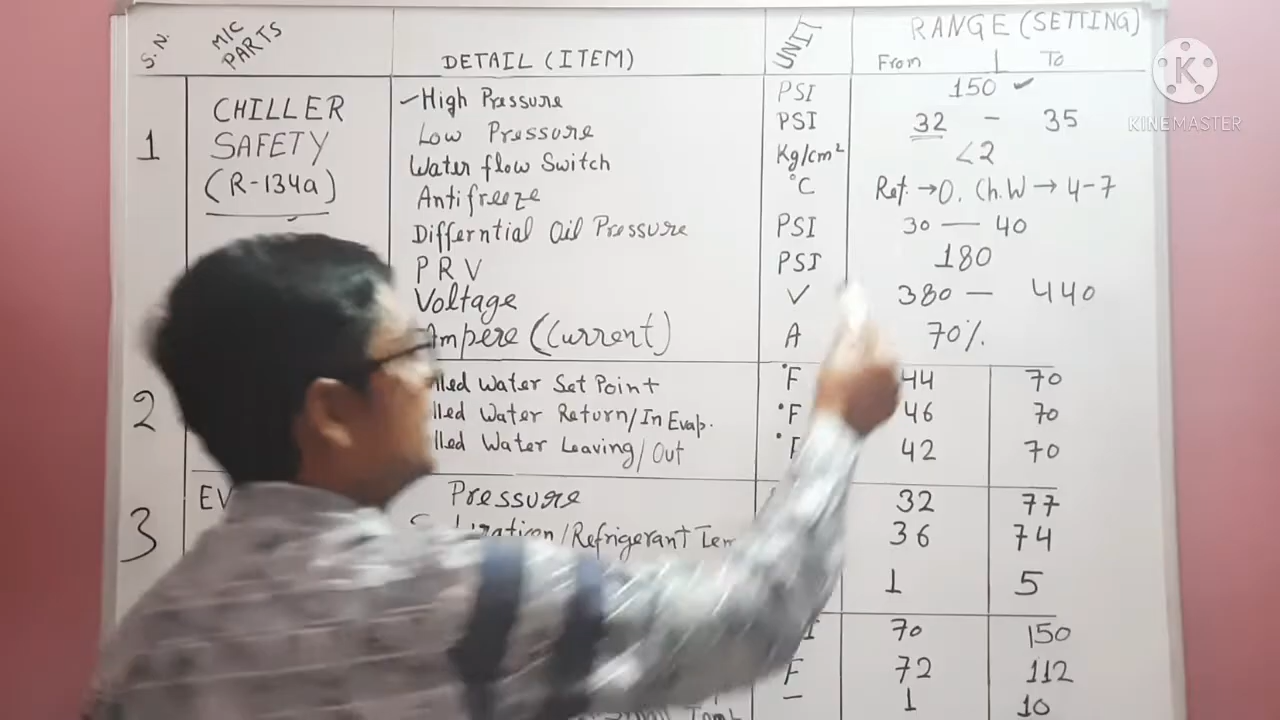 S.N. M/C PARTS DETAIL (ITEM) UNIT RANGE (SETTING)
From To
1 CHILLER SAFETY (R-134a)
High Pressure PSI 150
Low Pressure PSI 32 - 35
Water flow Switch Kg/cm² <2
Antifreeze °C Ref. →0. Ch.W → 4-7
Differntial Oil Pressure PSI 30 — 40
PRV PSI 180
Voltage V 380 — 440
Ampere (Current) A 70%.
2
Water Set Point °F 44 70
Water Return/In Evap. °F 46 70
Water Leaving/Out °F 42 70
3 Pressure 32 77
/Refrigerant 36 74
1 5
70 150
F 72 112
- 1 10
K
KINEMASTER